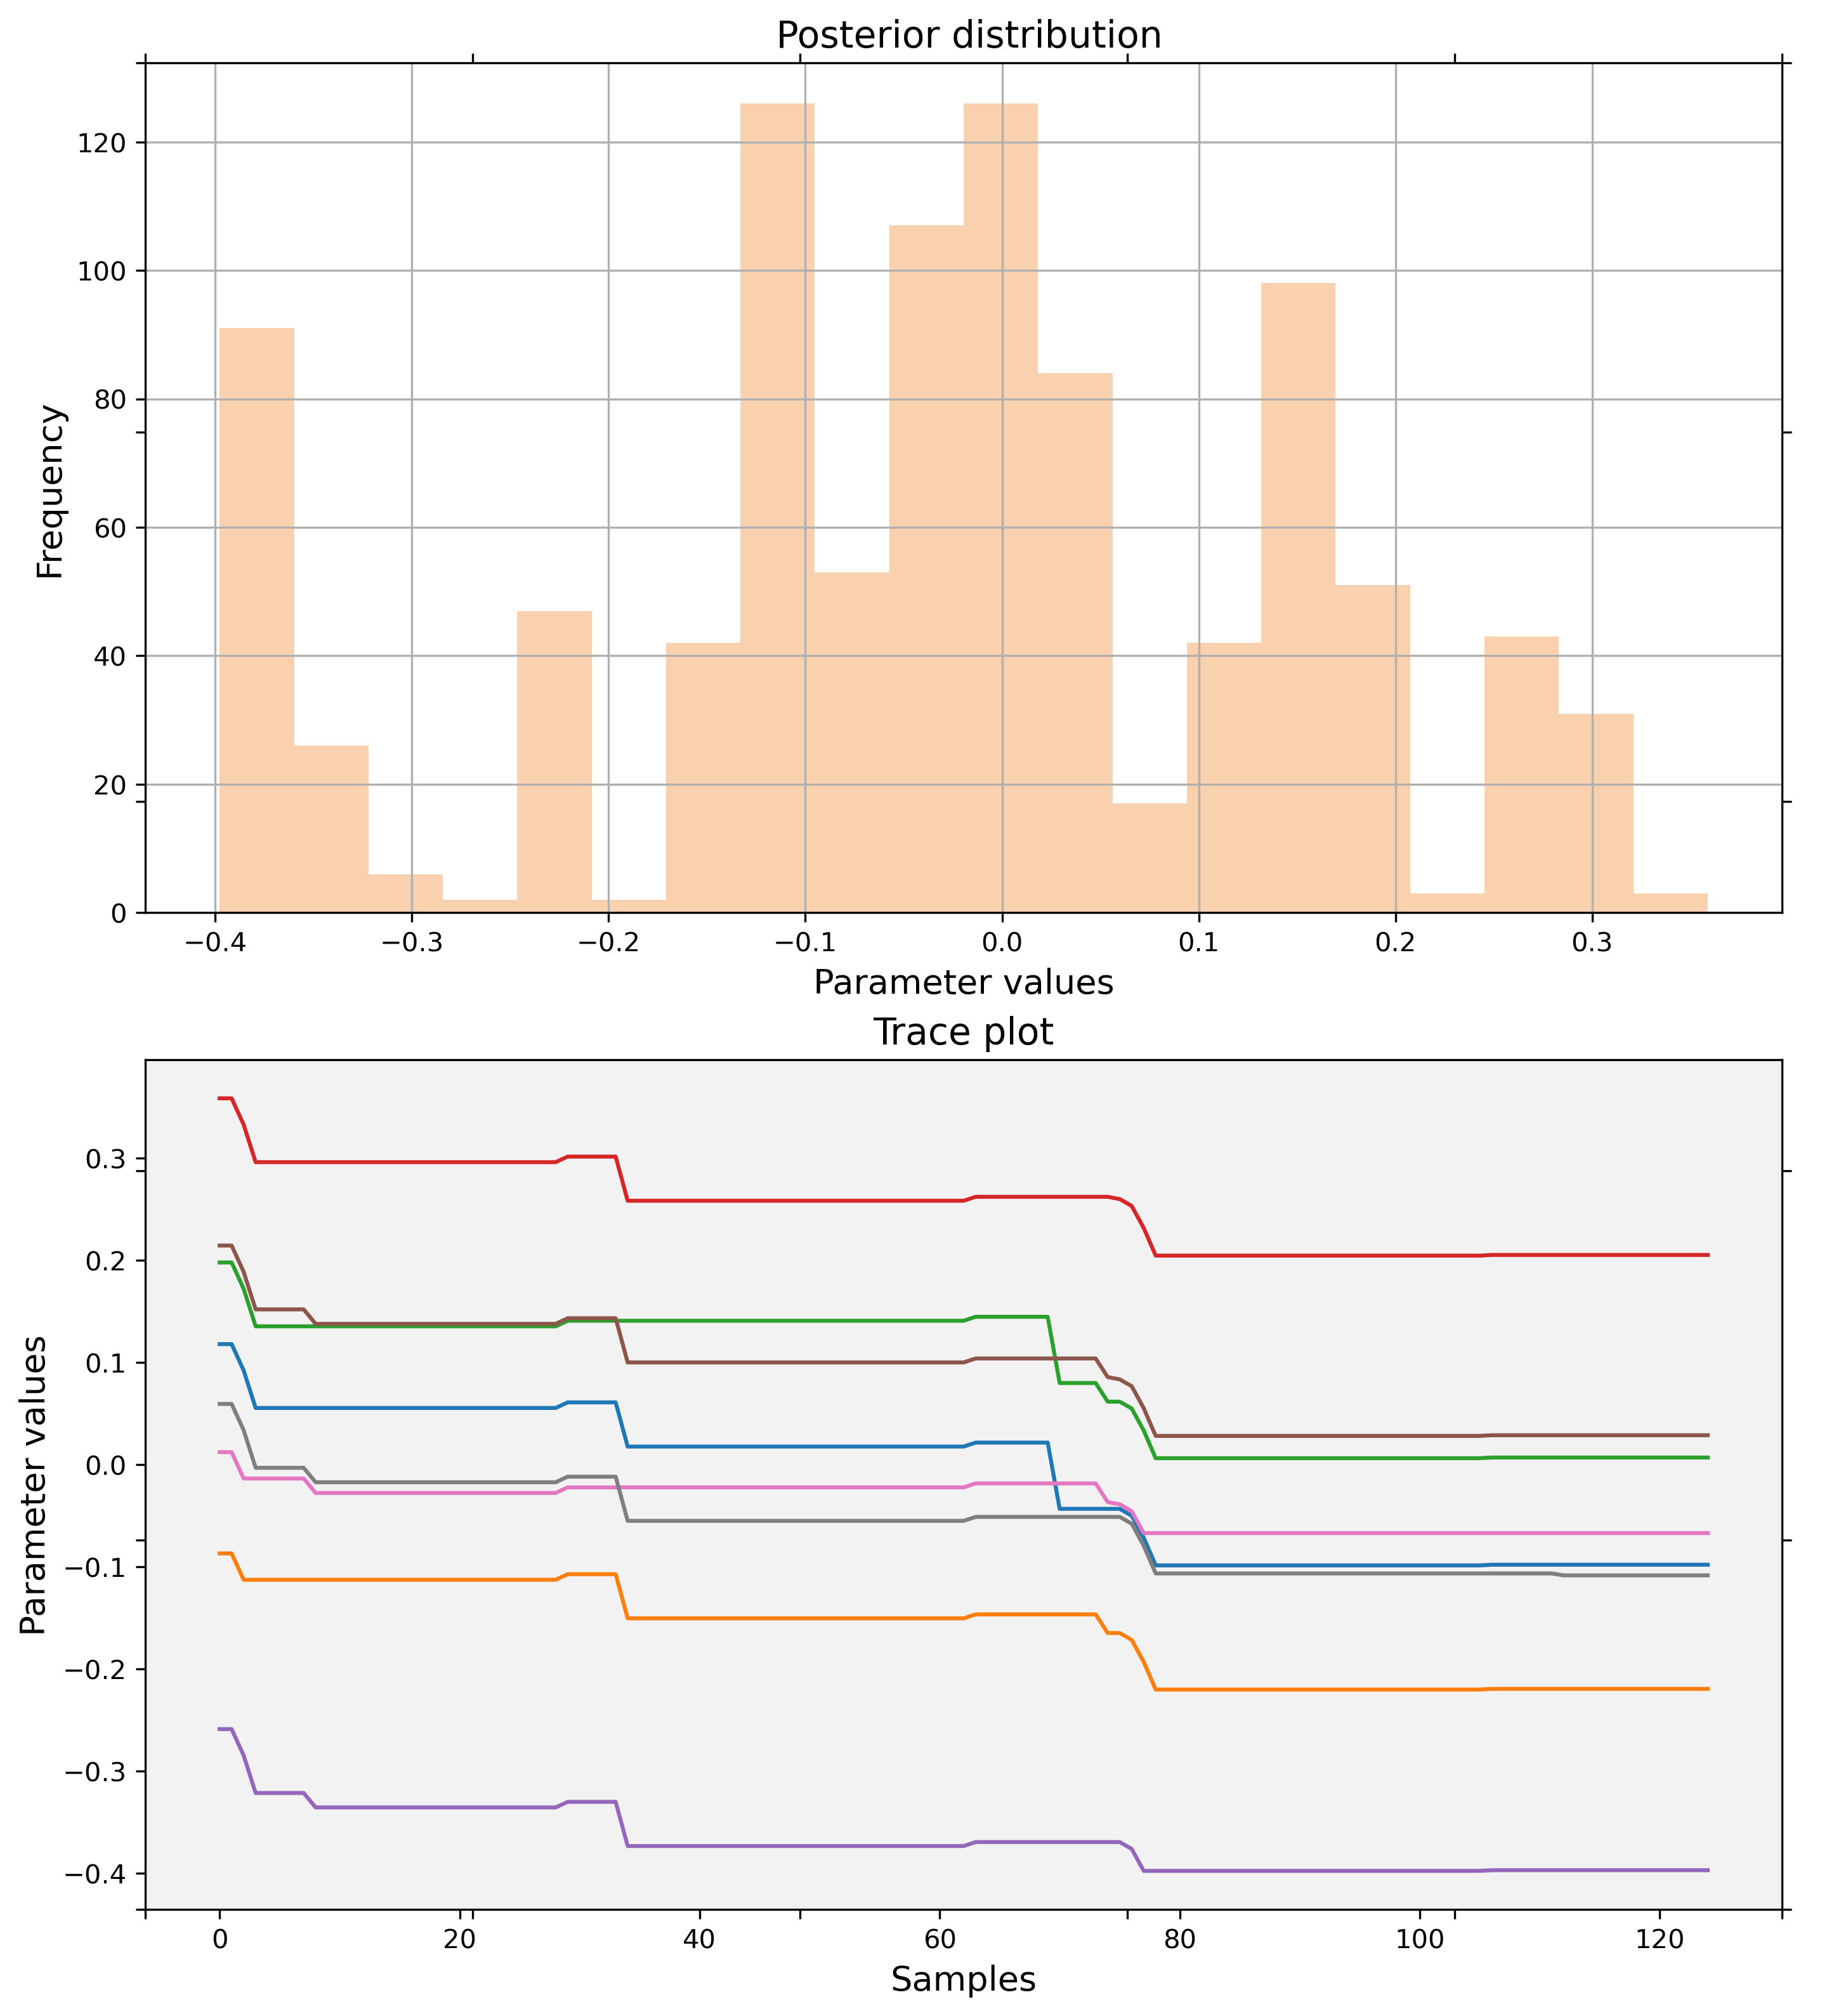 Posterior distribution
120
100
80
60
40
20
0
Frequency
−0.4 −0.3 −0.2 −0.1 0.0 0.1 0.2 0.3
Parameter values
Trace plot
0.3
0.2
0.1
0.0
−0.1
−0.2
−0.3
−0.4
Parameter values
0 20 40 60 80 100 120
Samples